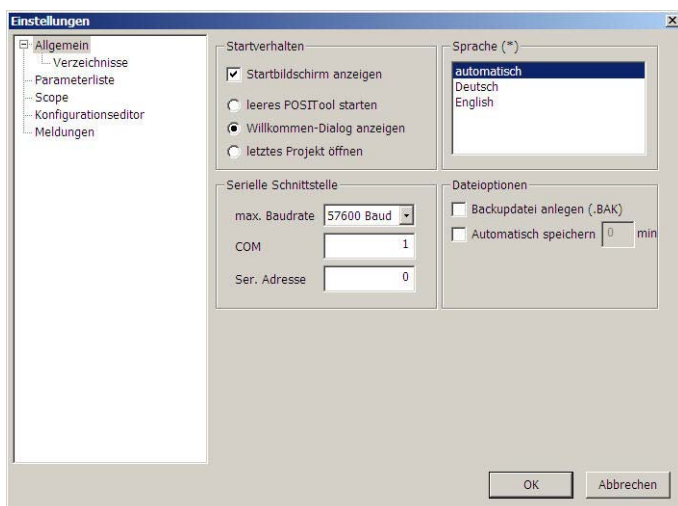 Einstellungen
Allgemein
Verzeichnisse
Parameterliste
Scope
Konfigurationseditor
Meldungen
Startverhalten
Startbildschirm anzeigen
leeres POSITool starten
Willkommen-Dialog anzeigen
letztes Projekt öffnen
Sprache (*)
automatisch
Deutsch
English
Serielle Schnittstelle
max. Baudrate 57600 Baud
COM 1
Ser. Adresse 0
Dateioptionen
Backupdatei anlegen (.BAK)
Automatisch speichern 0 min
OK Abbrechen